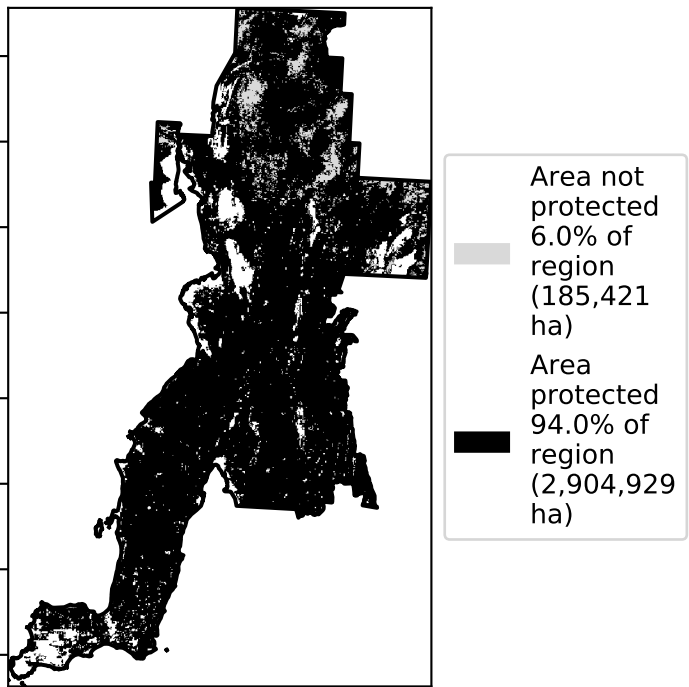 Area not
protected
6.0% of
region
(185,421
ha)
Area
protected
94.0% of
region
(2,904,929
ha)